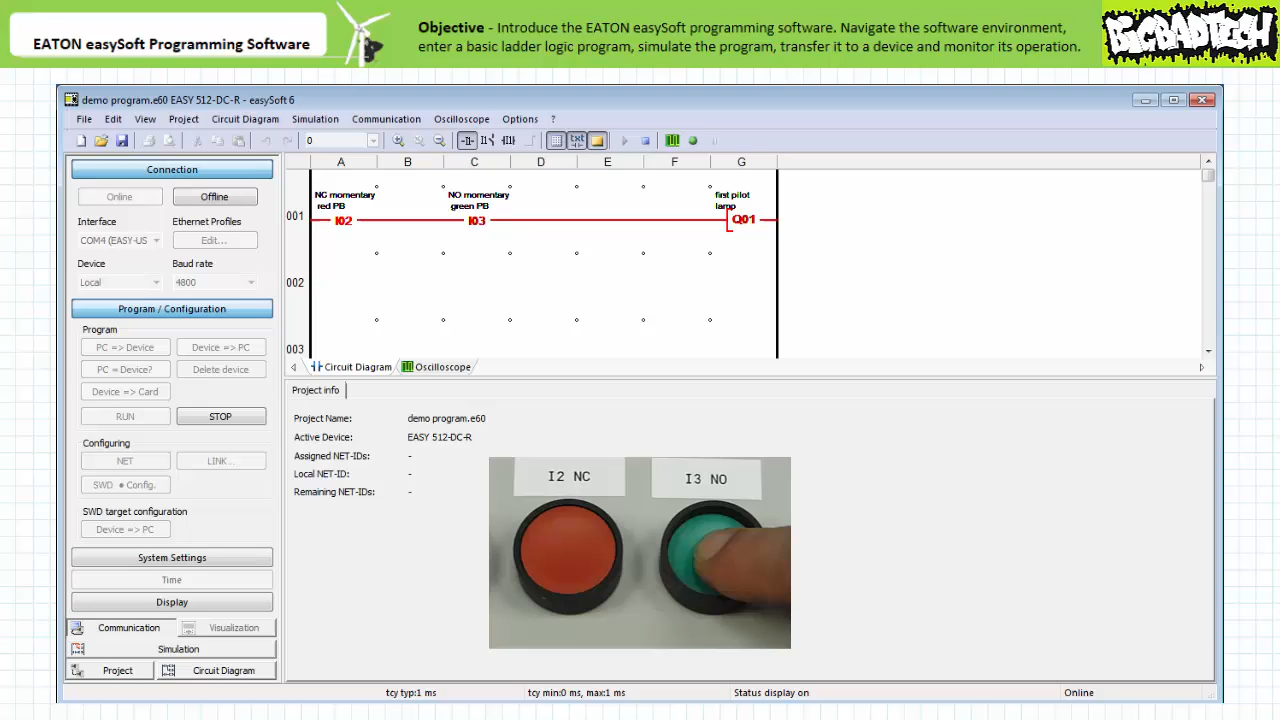 EATON easySoft Programming Software
Objective - Introduce the EATON easySoft programming software. Navigate the software environment,
enter a basic ladder logic program, simulate the program, transfer it to a device and monitor its operation.
BIGBADTECH
demo program.e60 EASY 512-DC-R - easySoft 6
File Edit View Project Circuit Diagram Simulation Communication Oscilloscope Options ?
0
txt
Connection
Online Offline
Interface Ethernet Profiles
COM4 (EASY-US Edit...
Device Baud rate
Local 4800
Program / Configuration
Program
PC => Device Device => PC
PC = Device? Delete device
Device => Card
RUN STOP
Configuring
NET LINK...
SWD ● Config.
SWD target configuration
Device => PC
System Settings
Time
Display
Communication Visualization
Simulation
Project Circuit Diagram
A B C D E F G
NC momentary NO momentary first pilot
red PB green PB lamp
001 I02 I03 Q01
002
003
Circuit Diagram Oscilloscope
Project info
Project Name: demo program.e60
Active Device: EASY 512-DC-R
Assigned NET-IDs: -
Local NET-ID: -
Remaining NET-IDs: -
I2 NC I3 NO
tcy typ:1 ms tcy min:0 ms, max:1 ms Status display on Online